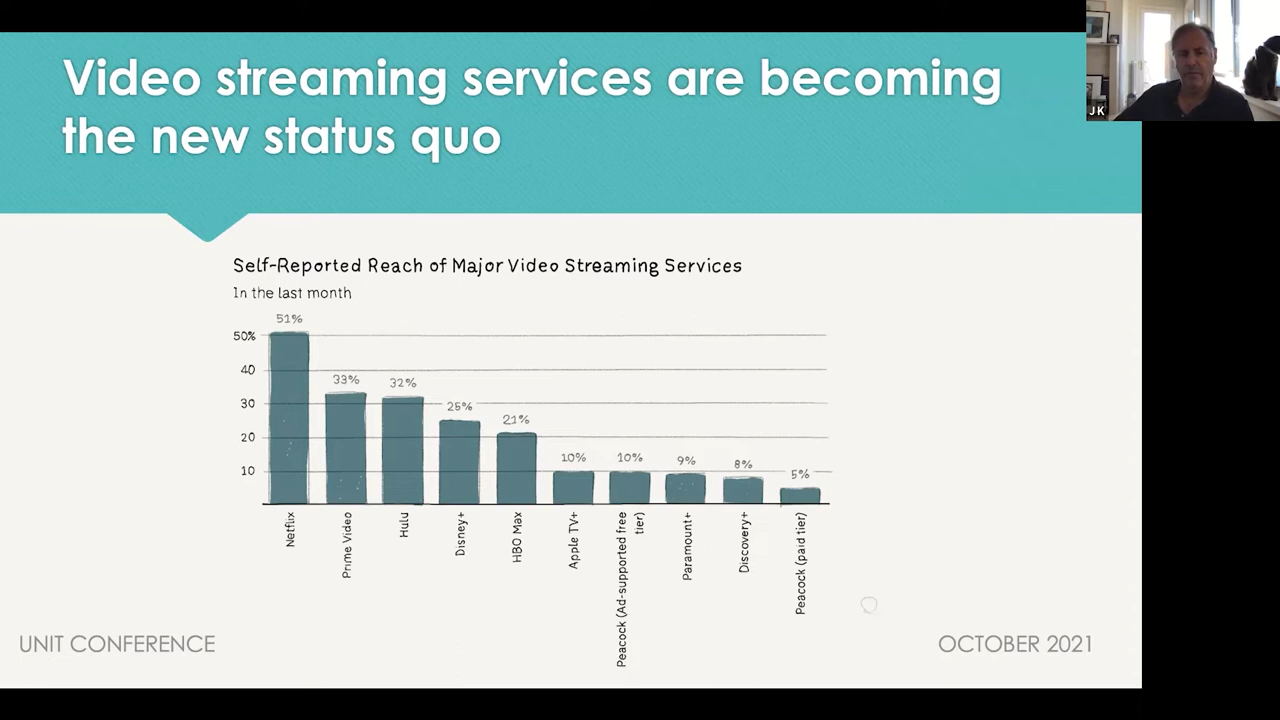 Video streaming services are becoming
the new status quo
JK
Self-Reported Reach of Major Video Streaming Services
In the last month
50%
40
30
20
10
51%
33%
32%
25%
21%
10%
10%
9%
8%
5%
Netflix
Prime Video
Hulu
Disney+
HBO Max
Apple TV+
Peacock (Ad-supported free
tier)
Paramount+
Discovery+
Peacock (paid tier)
UNIT CONFERENCE
OCTOBER 2021